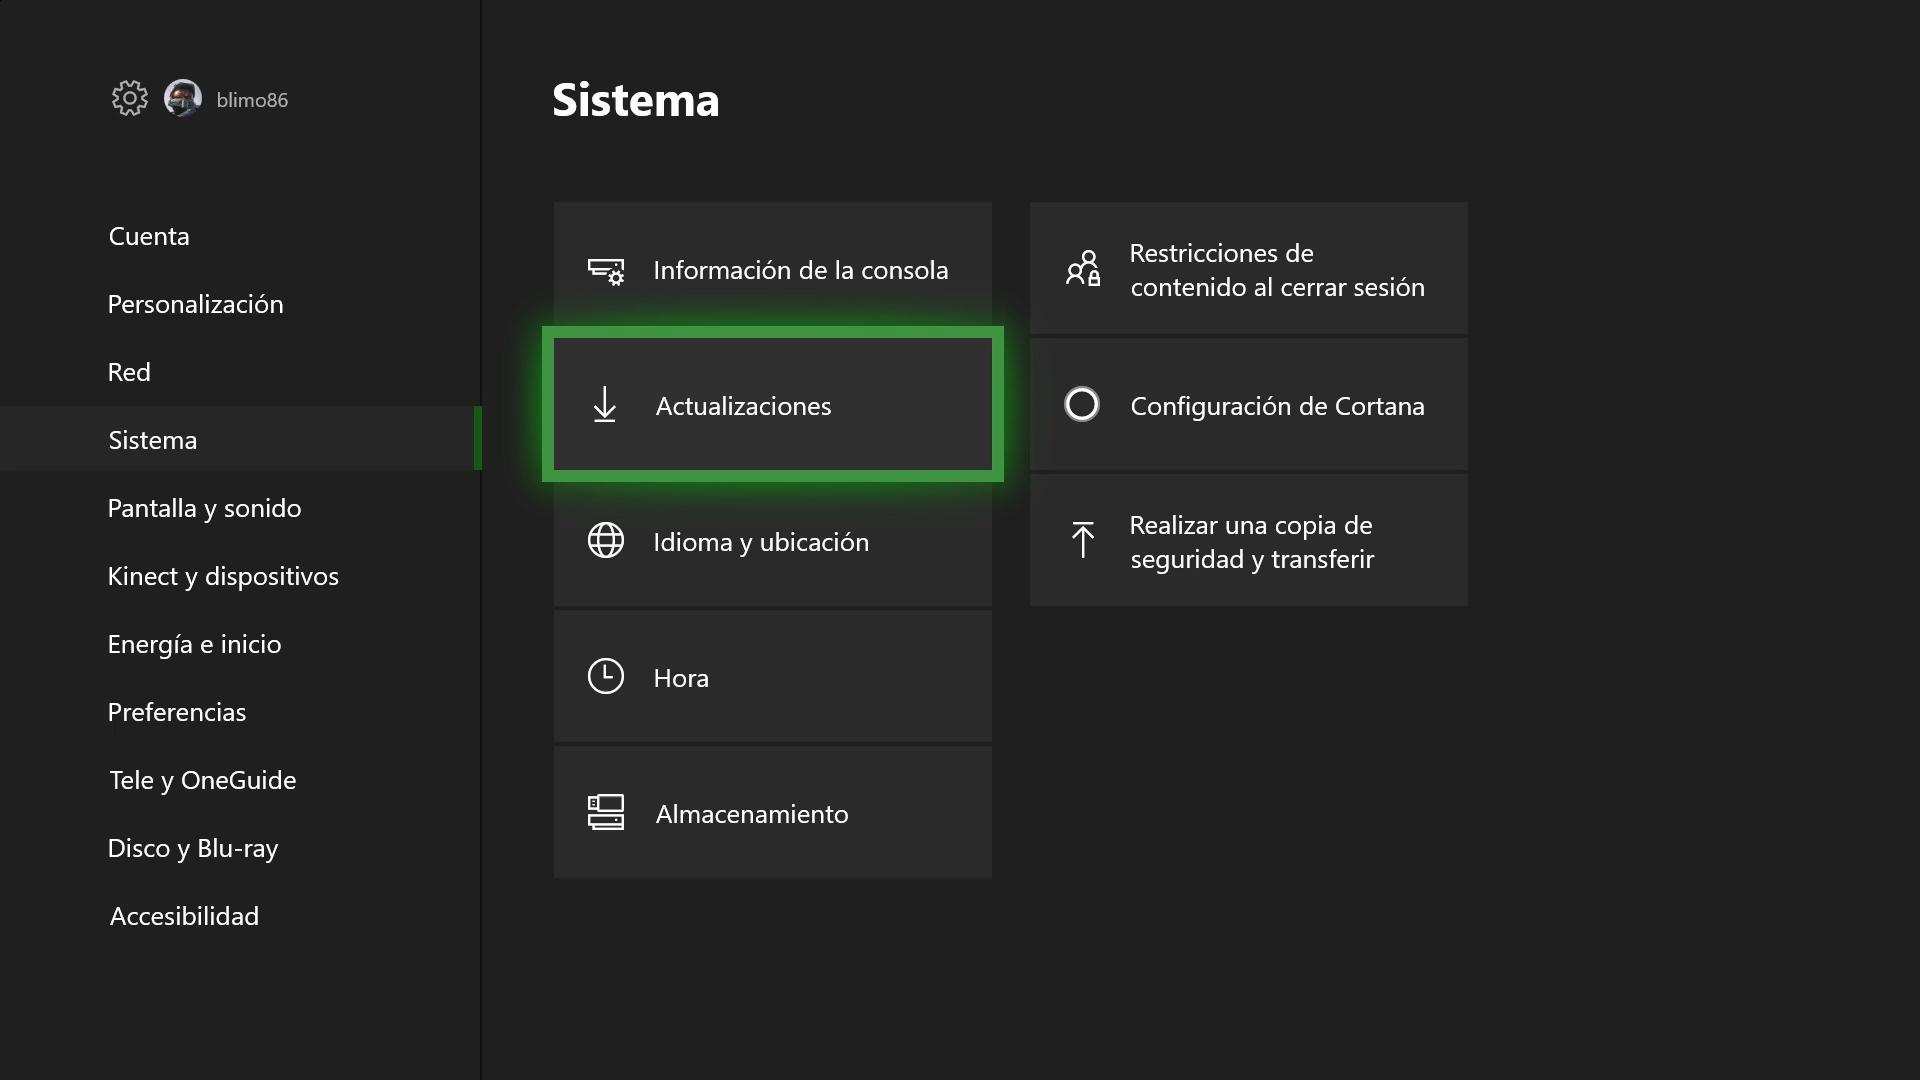 blimo86
Cuenta
Personalización
Red
Sistema
Pantalla y sonido
Kinect y dispositivos
Energía e inicio
Preferencias
Tele y OneGuide
Disco y Blu-ray
Accesibilidad
Sistema
Información de la consola
Actualizaciones
Idioma y ubicación
Hora
Almacenamiento
Restricciones de
contenido al cerrar sesión
Configuración de Cortana
Realizar una copia de
seguridad y transferir